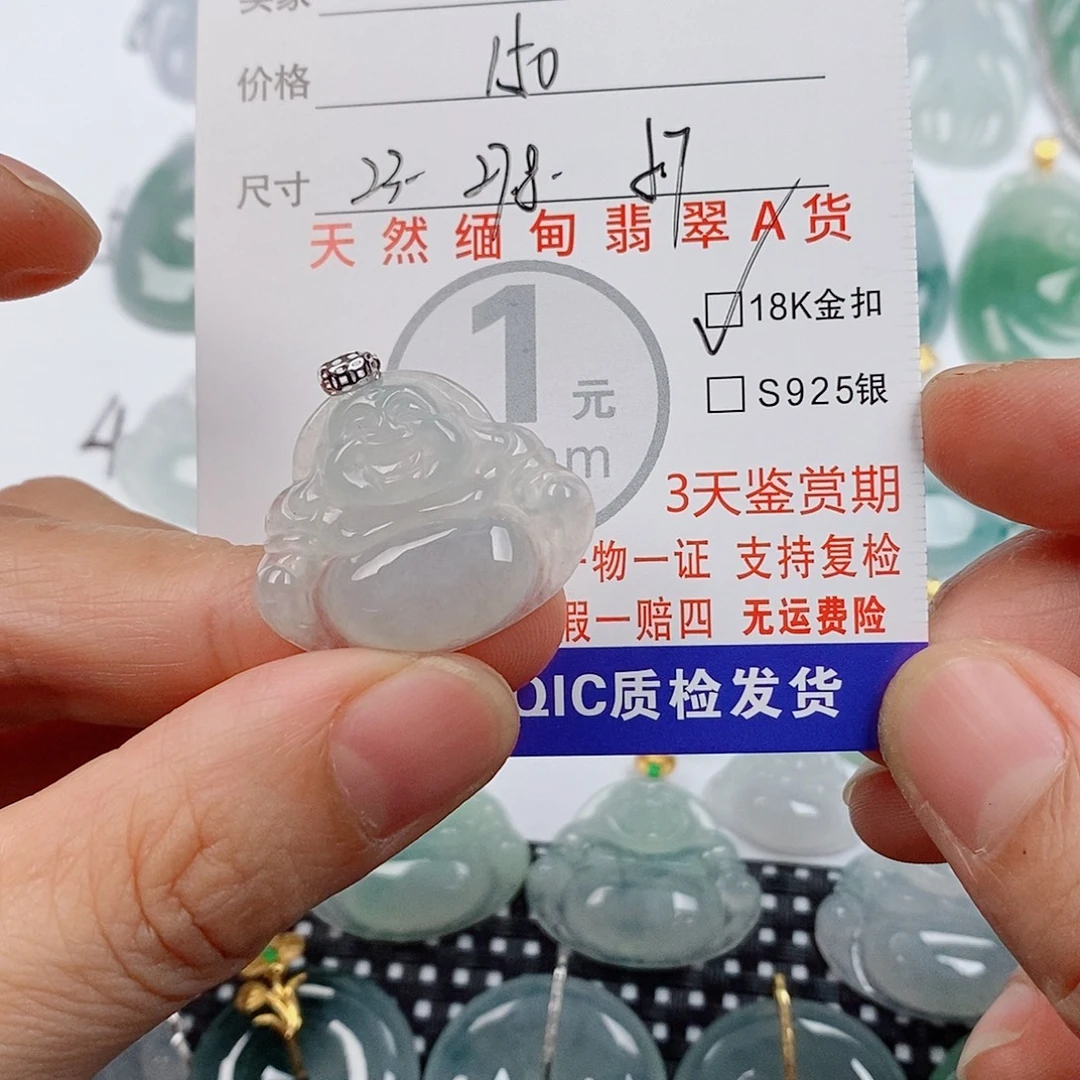 价格 150
尺寸 23- 27.8- 5.7
天然缅甸翡翠A货
18K金扣
1元
S925银
3天鉴赏期
物一证 支持复检
假一赔四 无运费险
QIC质检发货
4